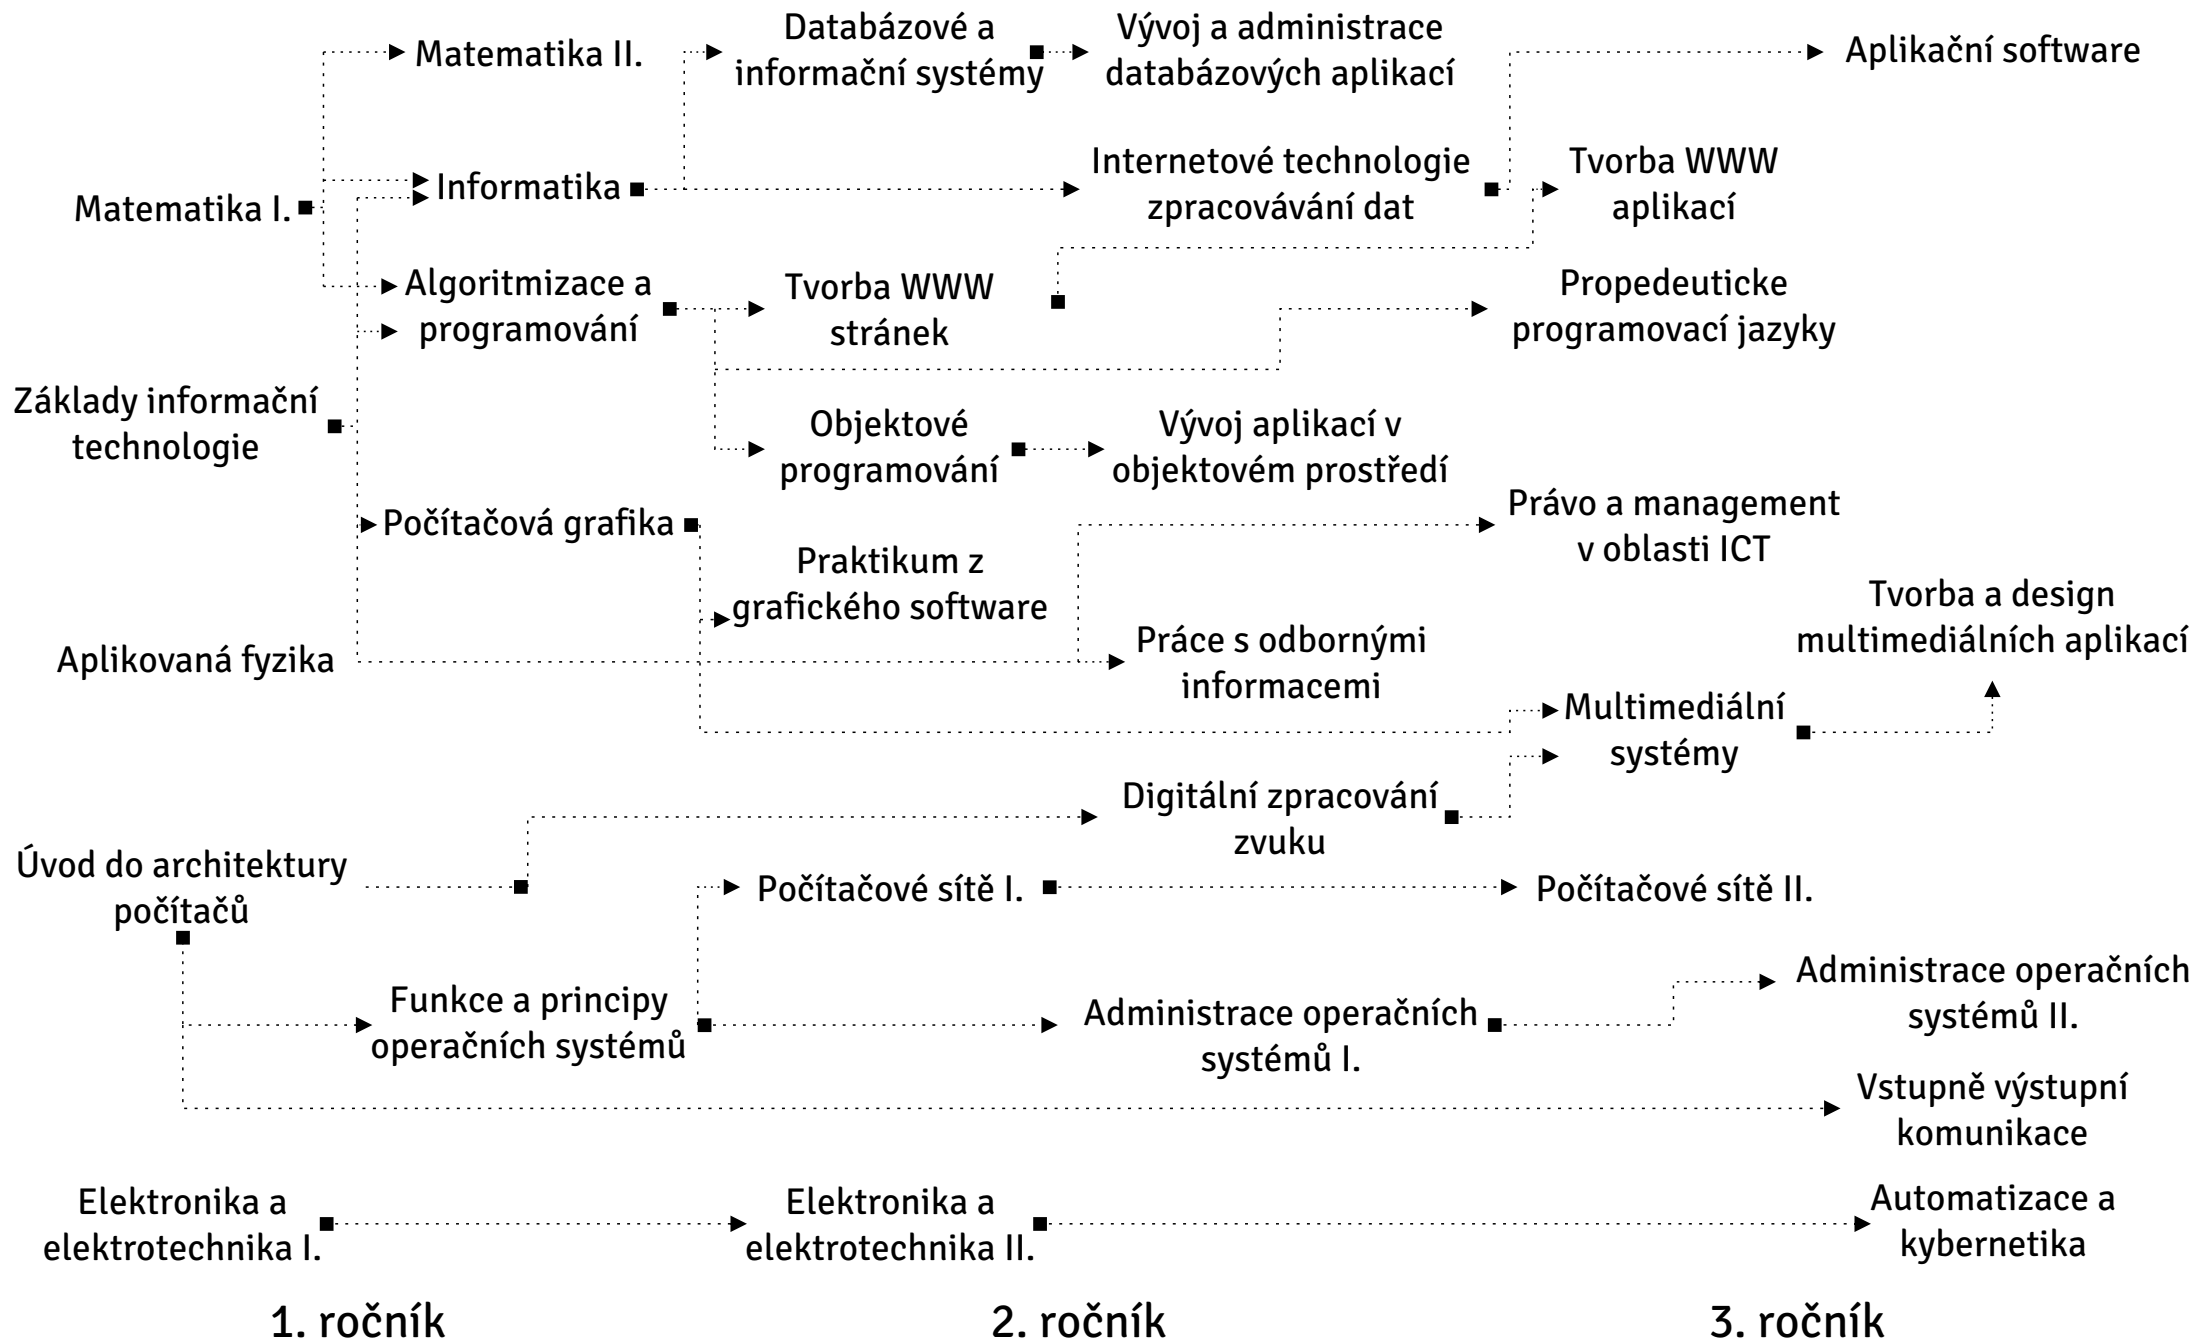 Databázové a
informační systémy
Vývoj a administrace
databázových aplikací
Matematika II.
Aplikační software
Internetové technologie
zpracovávání dat
Tvorba WWW
aplikací
Informatika
Matematika I.
Algoritmizace a
programování
Tvorba WWW
stránek
Propedeuticke
programovací jazyky
Základy informační
technologie
Objektové
programování
Vývoj aplikací v
objektovém prostředí
Počítačová grafika
Právo a management
v oblasti ICT
Praktikum z
grafického software
Tvorba a design
multimediálních aplikací
Aplikovaná fyzika
Práce s odbornými
informacemi
Multimediální
systémy
Digitální zpracování
zvuku
Úvod do architektury
počítačů
Počítačové sítě I.
Počítačové sítě II.
Funkce a principy
operačních systémů
Administrace operačních
systémů I.
Administrace operačních
systémů II.
Vstupně výstupní
komunikace
Elektronika a
elektrotechnika I.
Elektronika a
elektrotechnika II.
Automatizace a
kybernetika
1. ročník
2. ročník
3. ročník